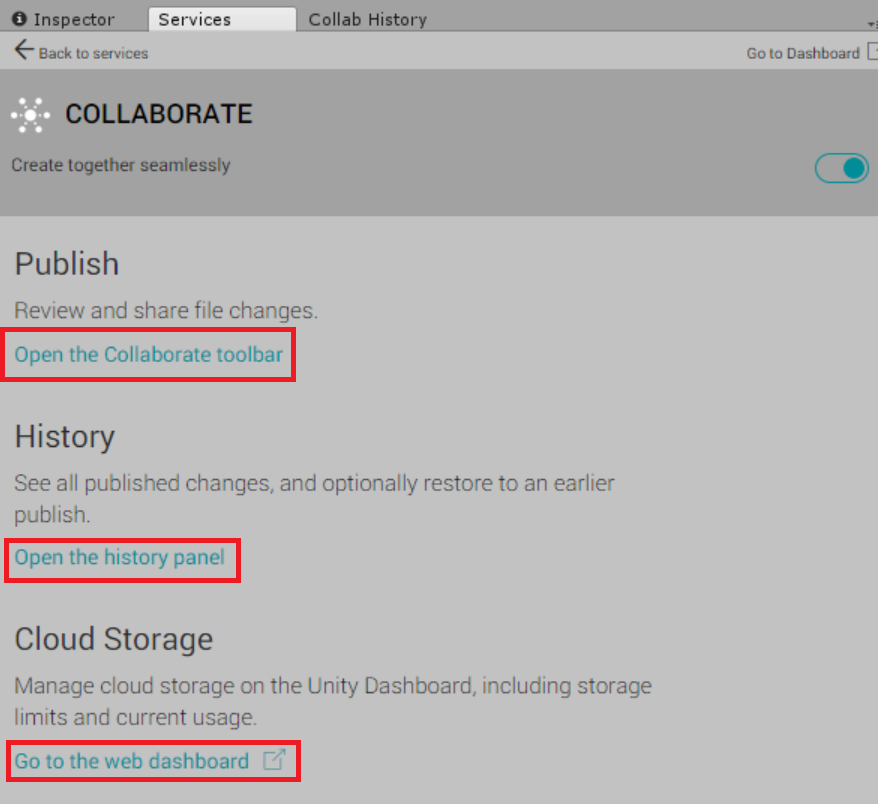 Inspector Services Collab History
Back to services Go to Dashboard
COLLABORATE
Create together seamlessly
Publish
Review and share file changes.
Open the Collaborate toolbar
History
See all published changes, and optionally restore to an earlier
publish.
Open the history panel
Cloud Storage
Manage cloud storage on the Unity Dashboard, including storage
limits and current usage.
Go to the web dashboard